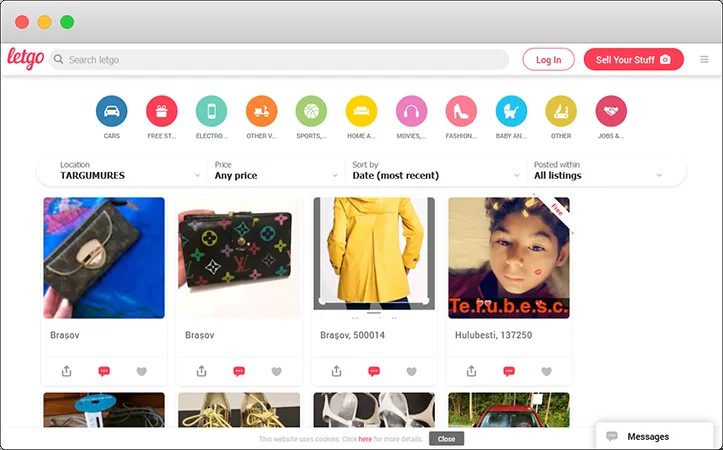 letgo
Search letgo
Log In
Sell Your Stuff
CARS
FREE ST...
ELECTRO...
OTHER V...
SPORTS,...
HOME A...
MOVIES,...
FASHION...
BABY AN...
OTHER
JOBS &...
Location
TARGUMURES
Price
Any price
Sort by
Date (most recent)
Posted within
All listings
Free
Te.i.u.b.e.s.c.
Brașov
Brașov
Brașov, 500014
Hulubesti, 137250
This website uses cookies. Click here for more details.
Close
Messages